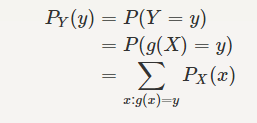 P_Y(y) = P(Y = y)
= P(g(X) = y)
= ∑_{x:g(x)=y} P_X(x)